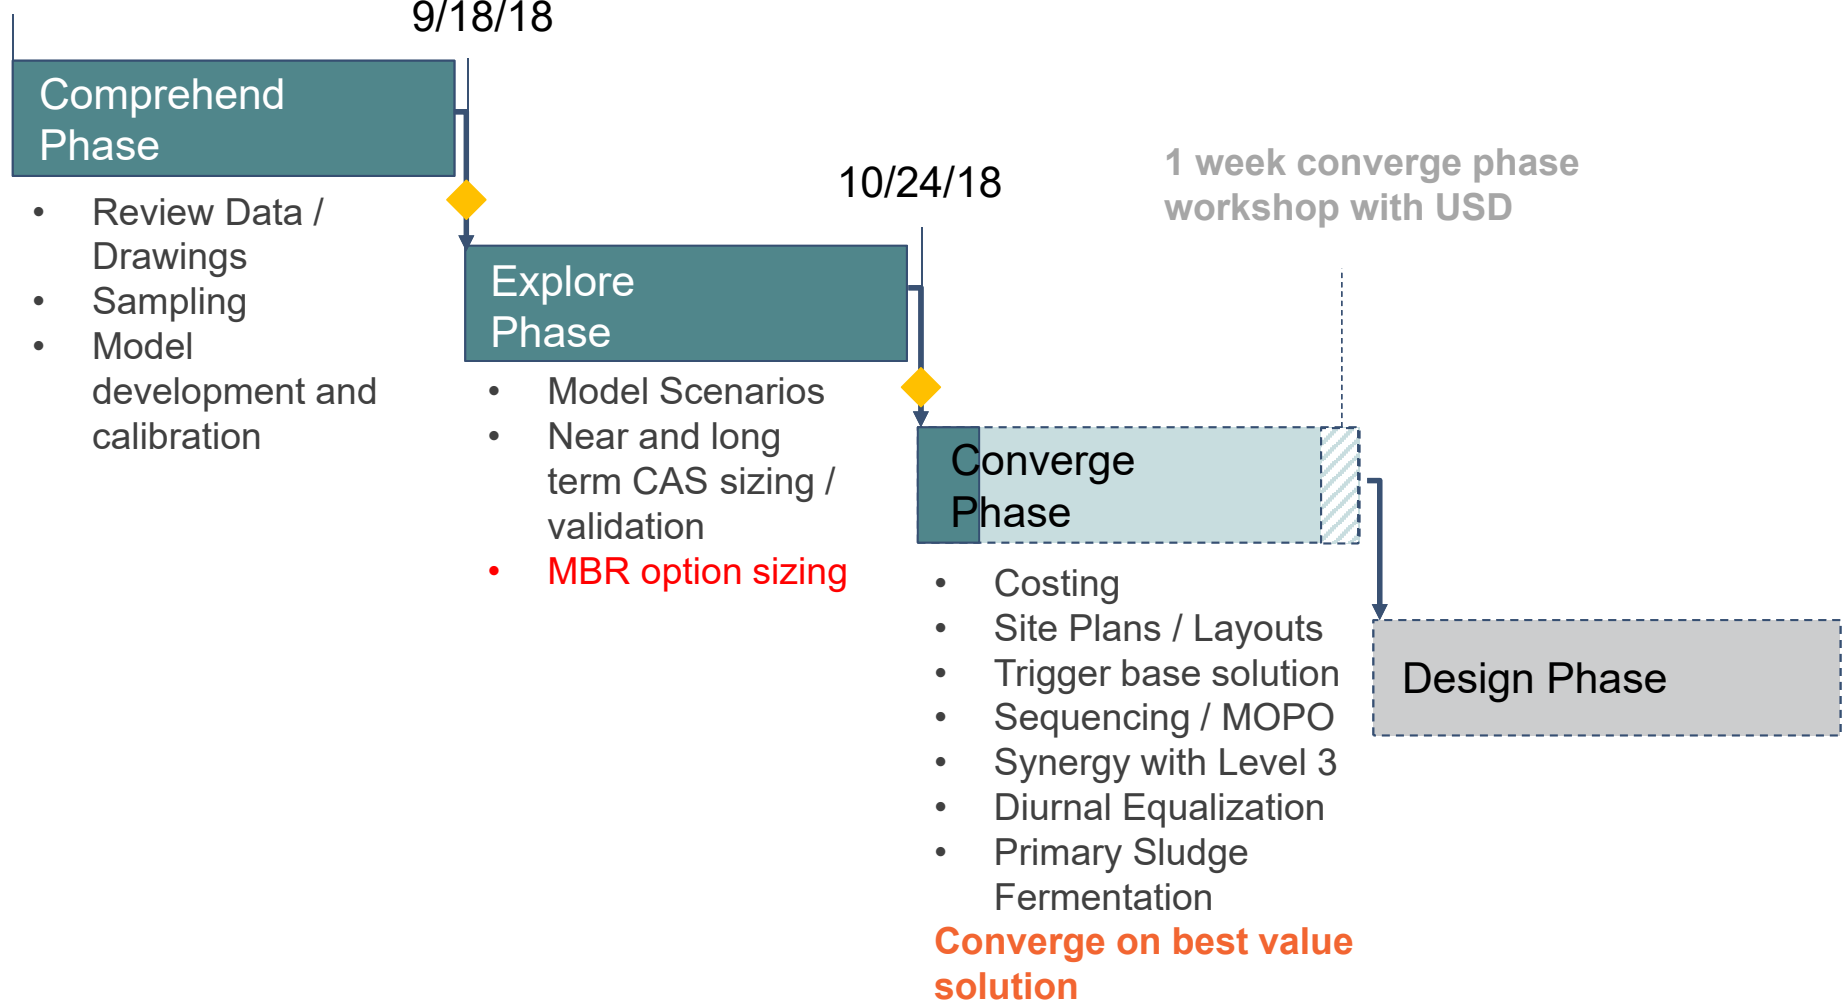 9/18/18
Comprehend
Phase
• Review Data /
Drawings
• Sampling
• Model
development and
calibration
10/24/18
Explore
Phase
• Model Scenarios
• Near and long
term CAS sizing /
validation
• MBR option sizing
1 week converge phase
workshop with USD
Converge
Phase
• Costing
• Site Plans / Layouts
• Trigger base solution
• Sequencing / MOPO
• Synergy with Level 3
• Diurnal Equalization
• Primary Sludge
Fermentation
Converge on best value
solution
Design Phase